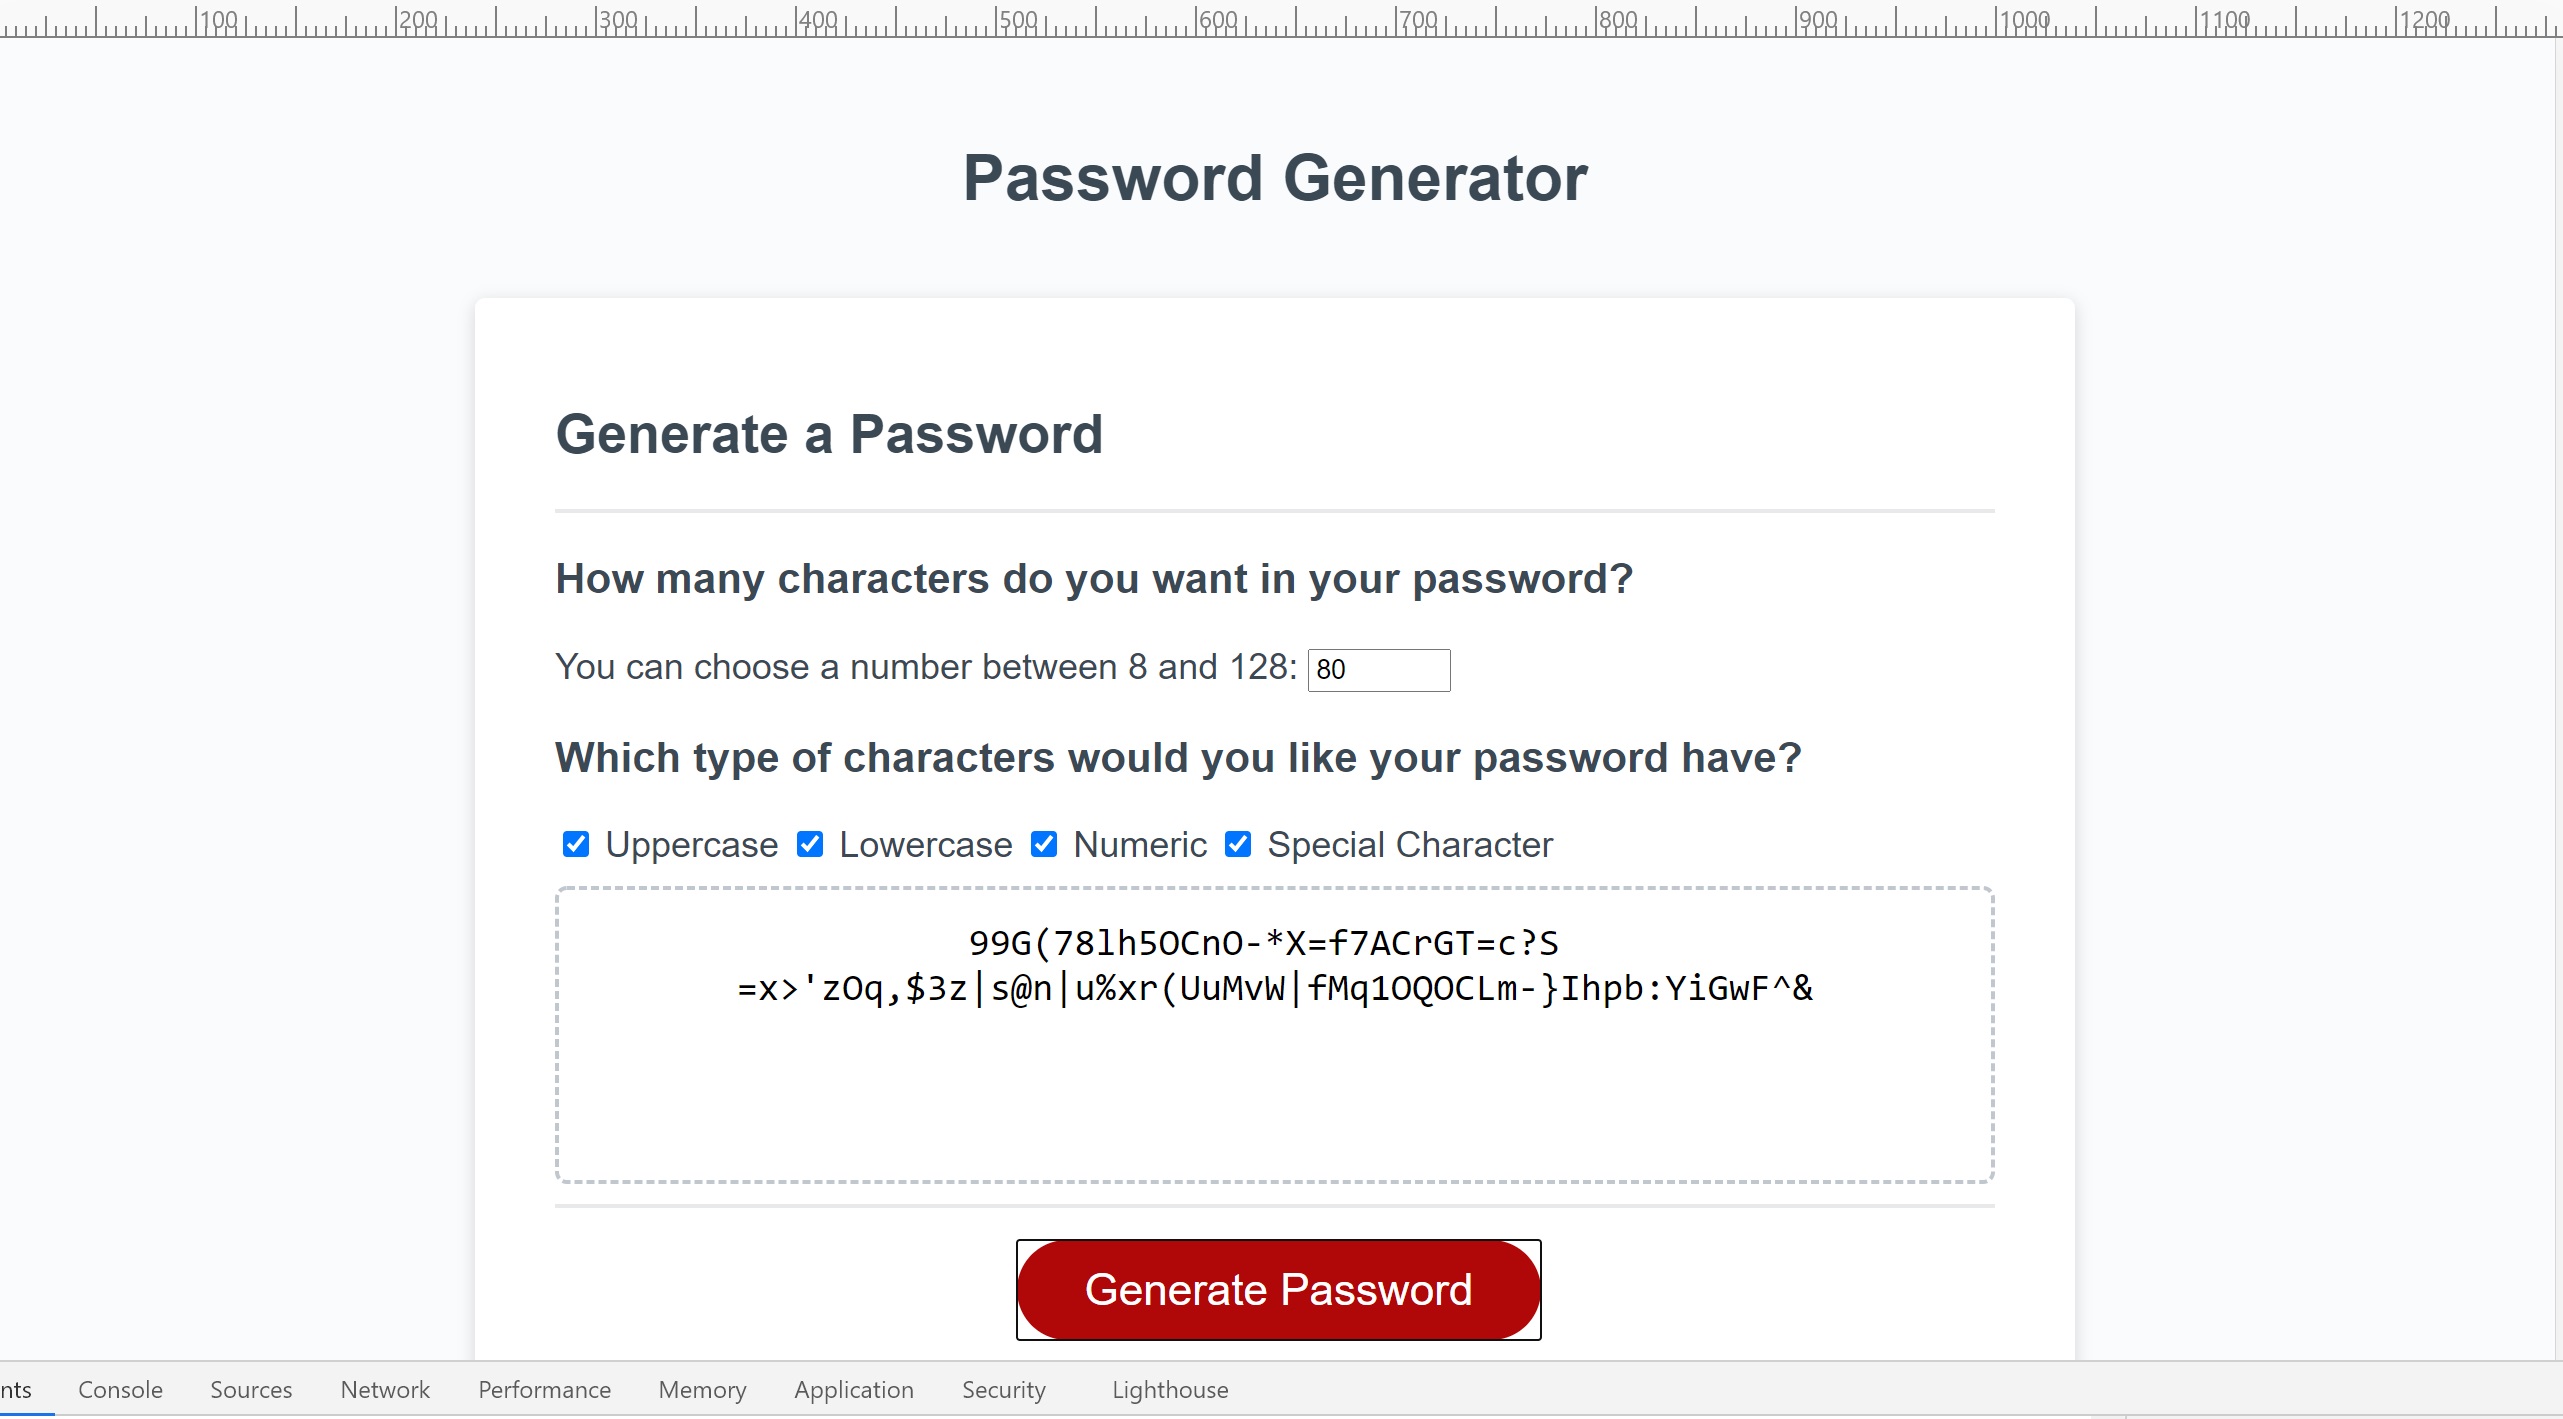 100 200 300 400 500 600 700 800 900 1000 1100 1200
Password Generator
Generate a Password
How many characters do you want in your password?
You can choose a number between 8 and 128: 80
Which type of characters would you like your password have?
Uppercase Lowercase Numeric Special Character
99G(78lh5OCnO-*X=f7ACrGT=c?S
=x>'zOq,$3z|s@n|u%xr(UuMvW|fMq1OQOCLm-}Ihpb:YiGwF^&
Generate Password
nts Console Sources Network Performance Memory Application Security Lighthouse